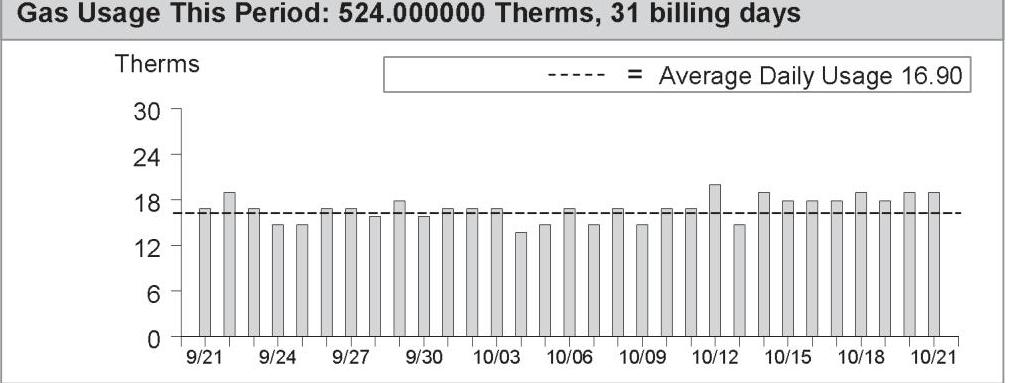 Gas Usage This Period: 524.000000 Therms, 31 billing days
Therms
----- = Average Daily Usage 16.90
30
24
18
12
6
0
9/21 9/24 9/27 9/30 10/03 10/06 10/09 10/12 10/15 10/18 10/21